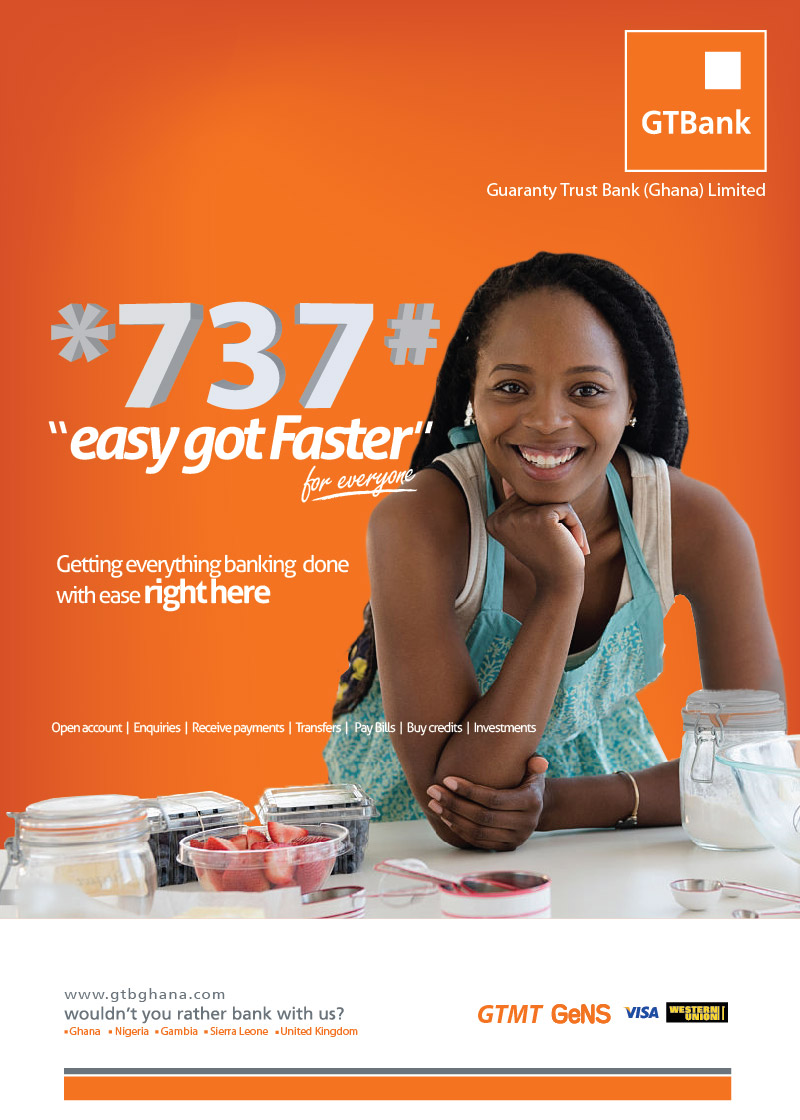 GTBank
Guaranty Trust Bank (Ghana) Limited
*737#
"easy got Faster"
for everyone
Getting everything banking done
with ease right here
Open account | Enquiries | Receive payments | Transfers | Pay Bills | Buy credits | Investments
www.gtbghana.com
wouldn't you rather bank with us?
▪Ghana ▪Nigeria ▪Gambia ▪Sierra Leone ▪United Kingdom
GTMT GeNS VISA WESTERN UNION